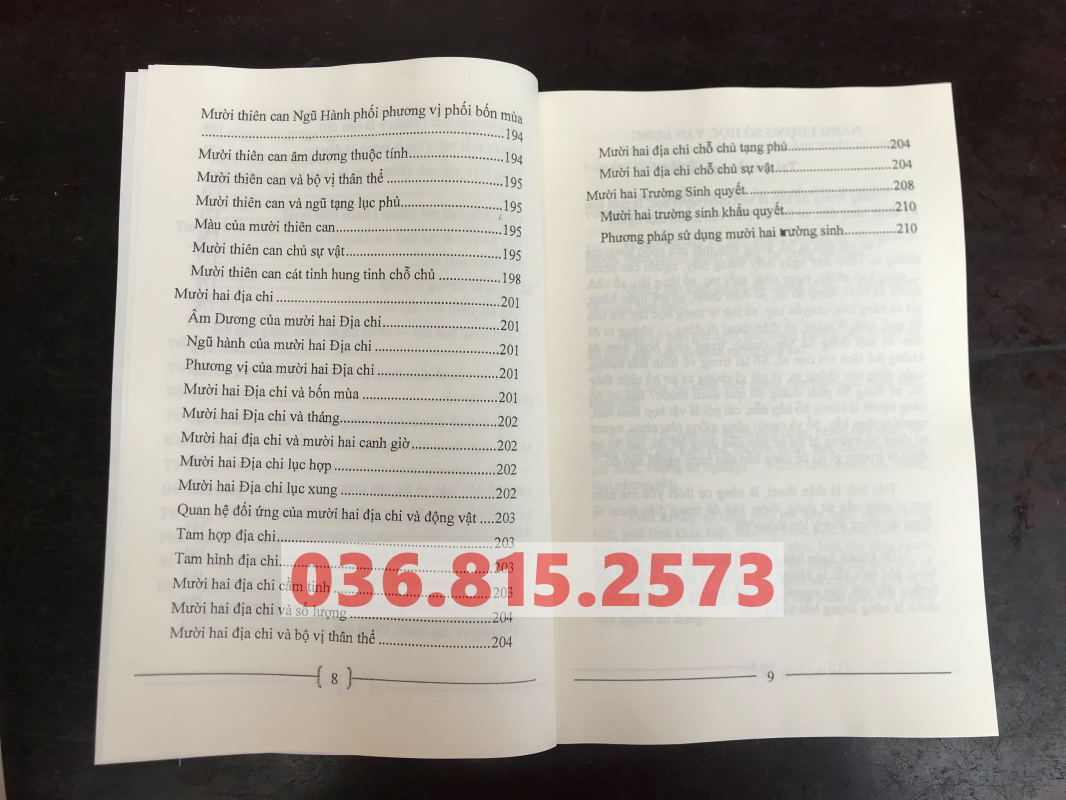 Mười thiên can Ngũ Hành phối phương vị phối bốn mùa
..........194
Mười thiên can âm dương thuộc tính..........194
Mười thiên can và bộ vị thân thể ..........195
Mười thiên can và ngũ tạng lục phủ..........195
Màu của mười thiên can..........195
Mười thiên can chủ sự vật..........195
Mười thiên can cát tinh hung tinh chỗ chủ ..........198
Mười hai địa chi ..........201
Âm Dương của mười hai Địa chi..........201
Ngũ hành của mười hai Địa chi ..........201
Phương vị của mười hai Địa chi ..........201
Mười hai Địa chi và bốn mùa ..........201
Mười hai Địa chi và tháng..........202
Mười hai địa chi và mười hai canh giờ ..........202
Mười hai Địa chi lục hợp ..........202
Mười hai Địa chi lục xung ..........202
Quan hệ đối ứng của mười hai địa chi và động vật ....203
Tam hợp địa chi..........203
Tam hình địa chi..........203
Mười hai địa chi cầm tinh ..........203
Mười hai địa chi và số lượng ..........204
Mười hai địa chi và bộ vị thân thể ..........204
8
Mười hai địa chi chỗ chủ tạng phủ..........204
Mười hai địa chi chỗ chủ sự vật..........204
Mười hai Trường Sinh quyết..........208
Mười hai trường sinh khẩu quyết..........210
Phương pháp sử dụng mười hai trường sinh..........210
9
036.815.2573